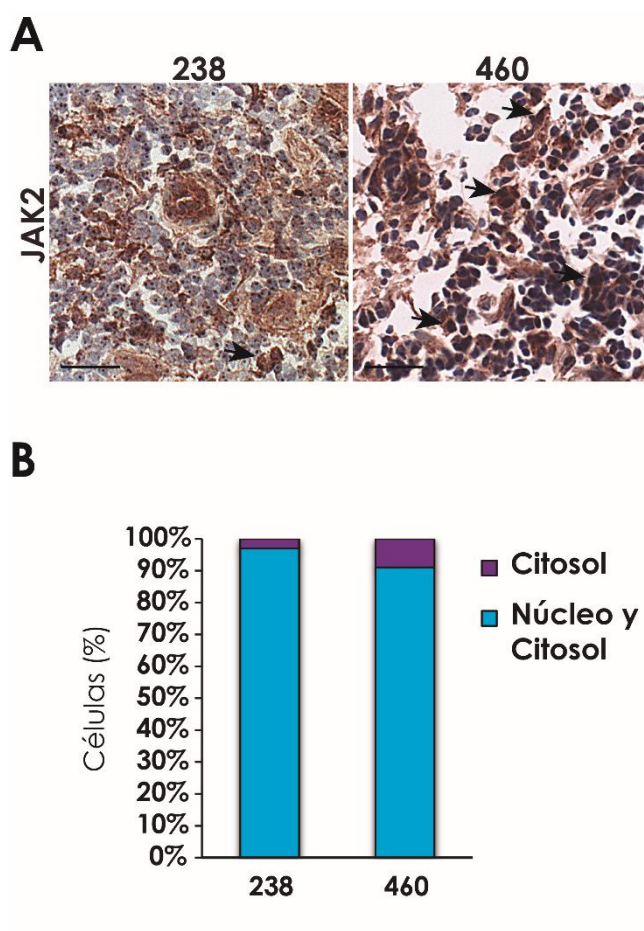 A
238 460
JAK2
B
100%
90%
80%
70%
60%
50%
40%
30%
20%
10%
0%
Células (%)
238 460
Citosol
Núcleo y
Citosol